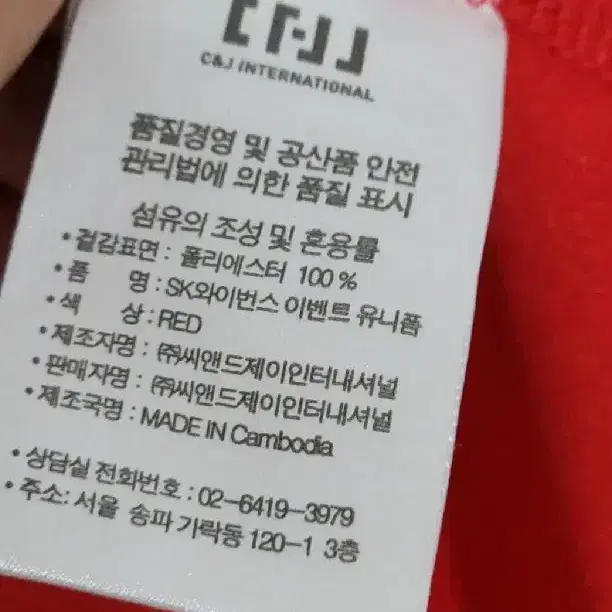 C&J
C&J INTERNATIONAL
품질경영 및 공산품 안전
관리법에 의한 품질 표시
섬유의 조성 및 혼용률
• 겉감표면 : 폴리에스터 100 %
• 품 명 : SK와이번스 이벤트 유니폼
• 색 상 : RED
• 제조자명 : ㈜씨앤드제이인터내셔널
• 판매자명 : ㈜씨앤드제이인터내셔널
• 제조국명 : MADE IN Cambodia
• 상담실 전화번호 : 02-6419-3979
• 주소: 서울 송파 가락동 120-1 3층